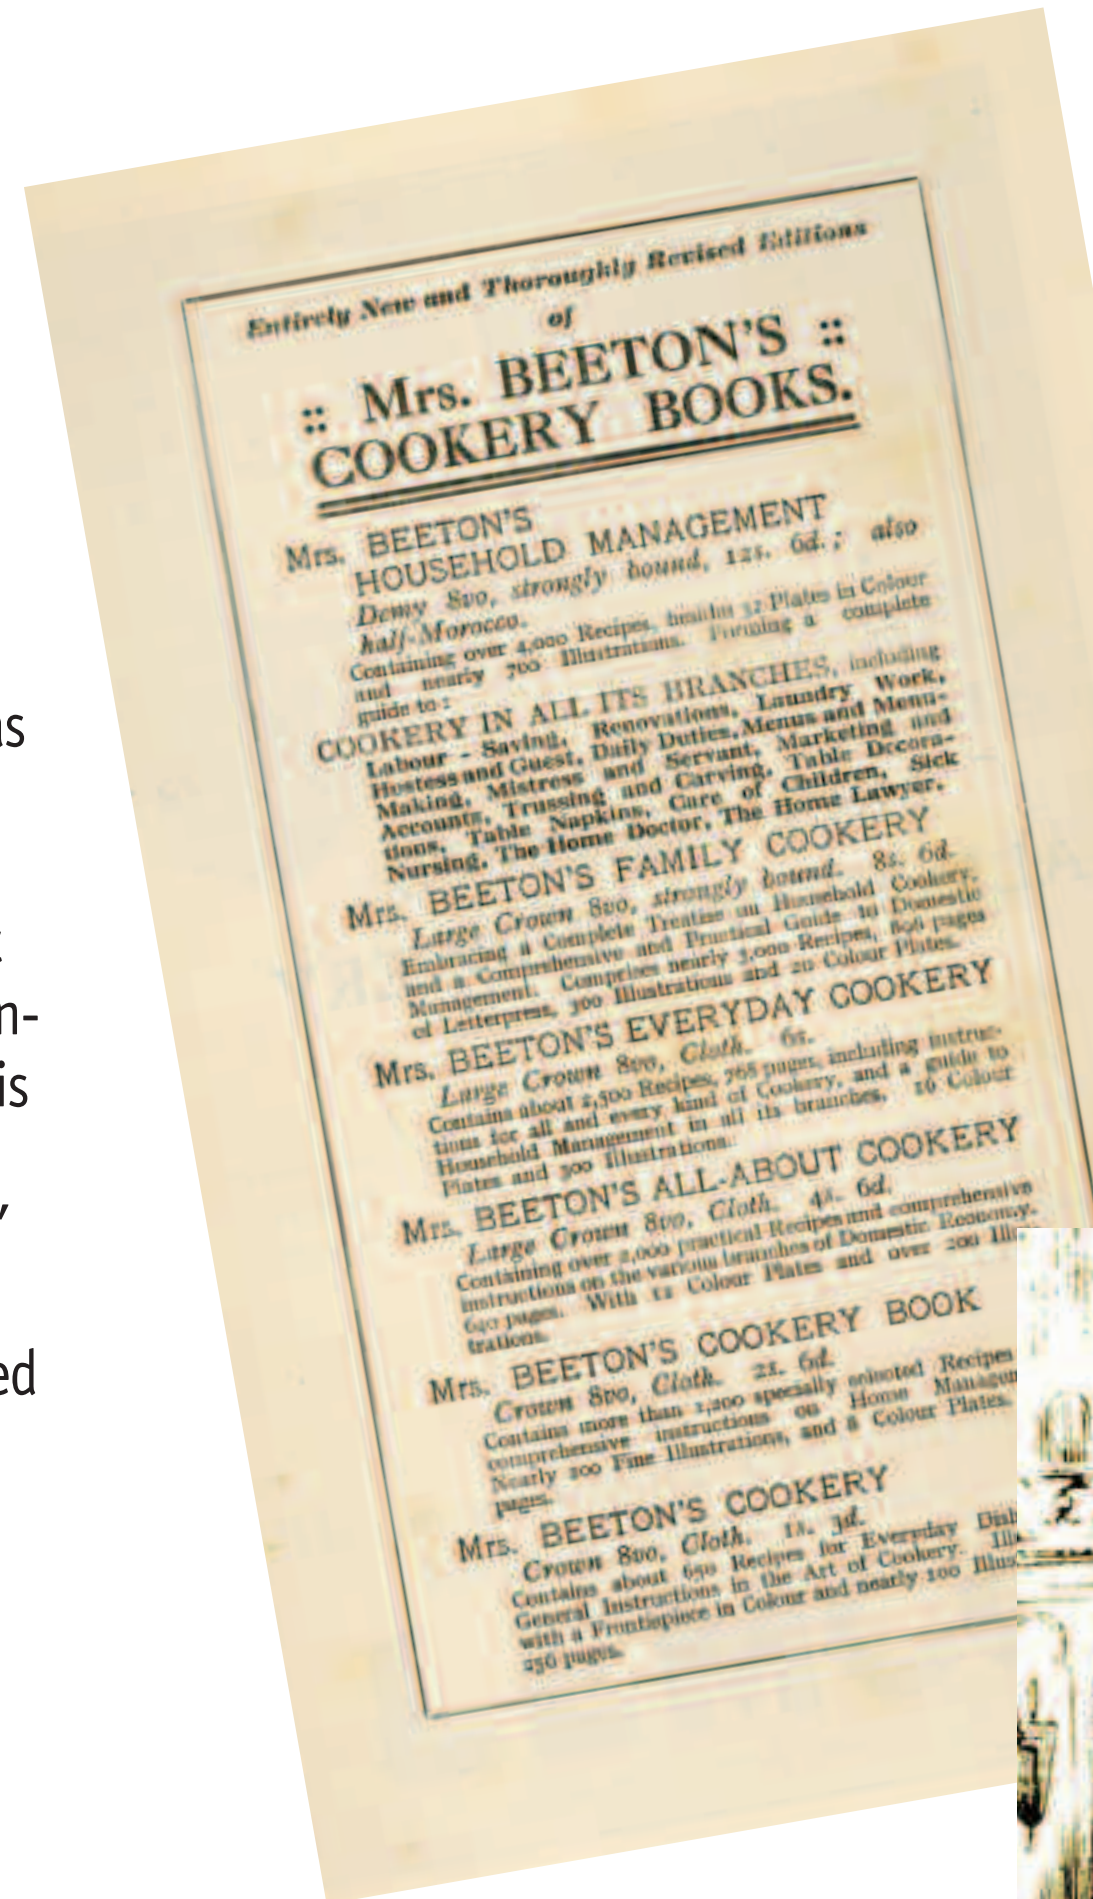 as
n-
is
,
ed
Entirely New and Thoroughly Revised Editions
of
:: Mrs. BEETON'S ::
COOKERY BOOKS.
Mrs. BEETON'S
HOUSEHOLD MANAGEMENT
Demy 8vo, strongly bound, 12s. 6d.; also
half-Morocco.
Containing over 4,000 Recipes, besides 32 Plates in Colour
and nearly 700 Illustrations. Forming a complete
guide to:
COOKERY IN ALL ITS BRANCHES, including
Labour-Saving, Renovations, Laundry Work,
Hostess and Guest, Daily Duties, Menus and Menu-
Making, Mistress and Servant, Marketing and
Accounts, Trussing and Carving, Table Decora-
tions, Table Napkins, Care of Children, Sick
Nursing, The Home Doctor, The Home Lawyer.
Mrs. BEETON'S FAMILY COOKERY
Large Crown 8vo, strongly bound. 8s. 6d.
Embracing a Complete Treatise on Household Cookery,
and a Comprehensive and Practical Guide to Domestic
Management. Comprises nearly 3,000 Recipes, 896 pages
of Letterpress, 300 Illustrations and 20 Colour Plates.
Mrs. BEETON'S EVERYDAY COOKERY
Large Crown 8vo, Cloth. 6s.
Contains about 2,500 Recipes, 768 pages, including instruc-
tions for all and every kind of Cookery, and a guide to
Household Management in all its branches, 16 Colour
Plates and 300 Illustrations.
Mrs. BEETON'S ALL-ABOUT COOKERY
Large Crown 8vo, Cloth. 4s. 6d.
Containing over 2,000 practical Recipes and comprehensive
instructions on the various branches of Domestic Economy.
640 pages. With 12 Colour Plates and over 200 Illus
trations.
Mrs. BEETON'S COOKERY BOOK
Crown 8vo, Cloth. 2s. 6d.
Contains more than 1,200 specially selected Recipes
comprehensive instructions on Home Manage
Nearly 200 Fine Illustrations, and 8 Colour Plates.
pages.
Mrs. BEETON'S COOKERY
Crown 8vo, Cloth. 1s. 3d.
Contains about 650 Recipes for Everyday Dish
General Instructions in the Art of Cookery. Ill
with a Frontispiece in Colour and nearly 100 Illus
256 pages.